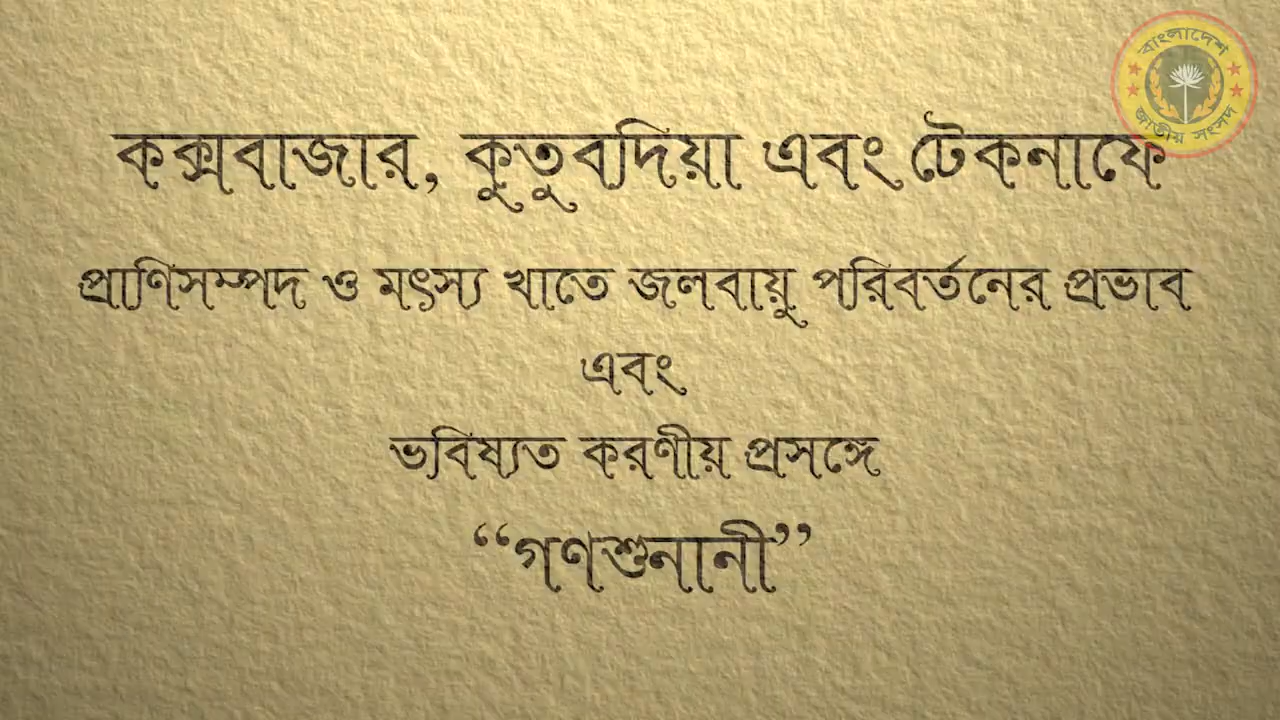 বাংলাদেশ
জাতীয় সংসদ
কক্সবাজার, কুতুবদিয়া এবং টেকনাফে
প্রাণিসম্পদ ও মৎস্য খাতে জলবায়ু পরিবর্তনের প্রভাব
এবং
ভবিষ্যত করণীয় প্রসঙ্গে
“গণশুনানী”